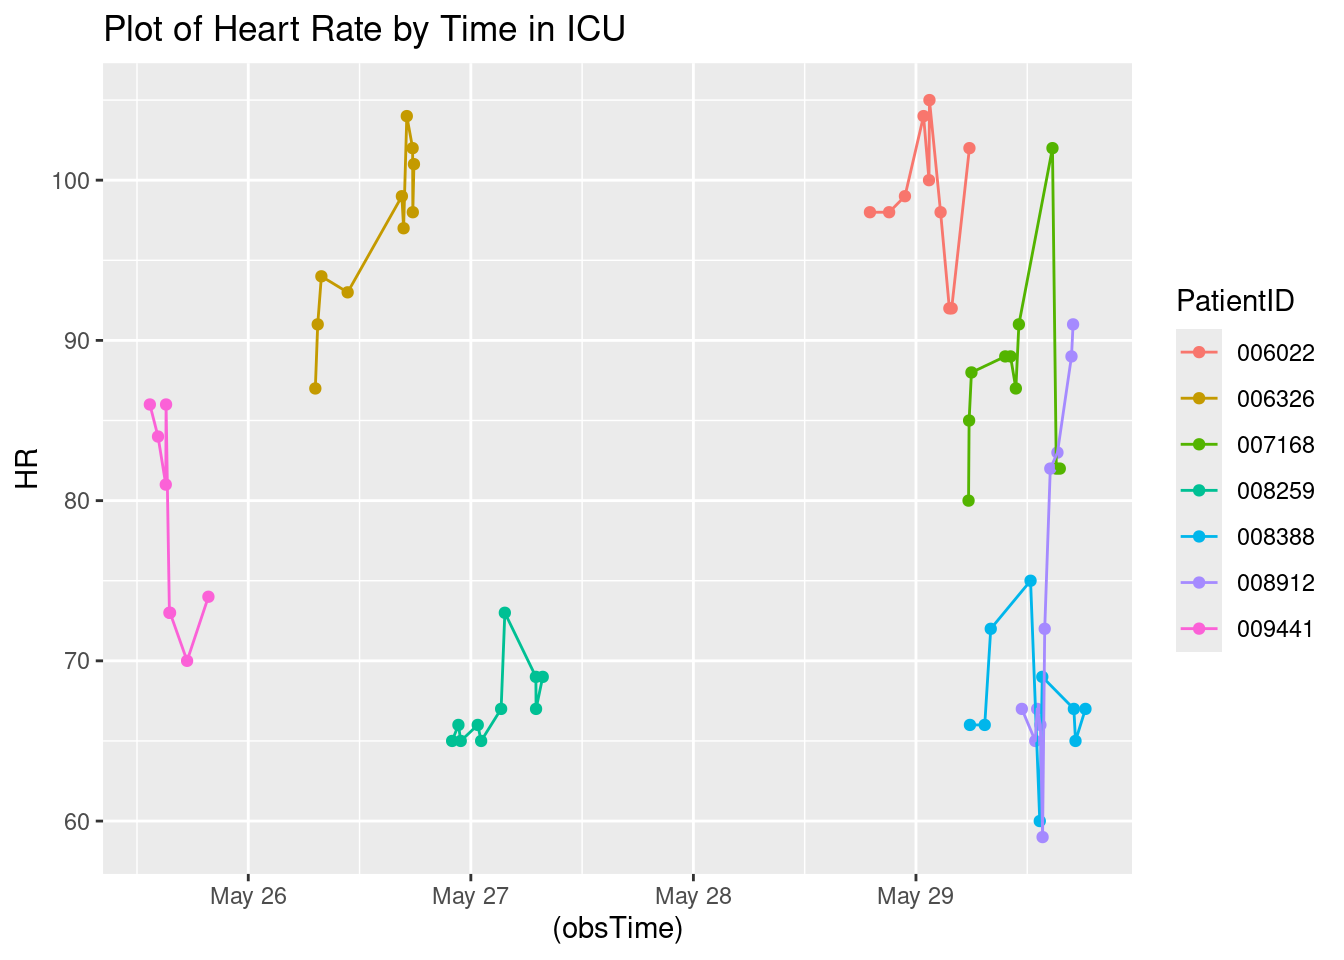 Plot of Heart Rate by Time in ICU
HR
100
90
80
70
60
May 26
May 27
May 28
May 29
(obsTime)
PatientID
006022
006326
007168
008259
008388
008912
009441